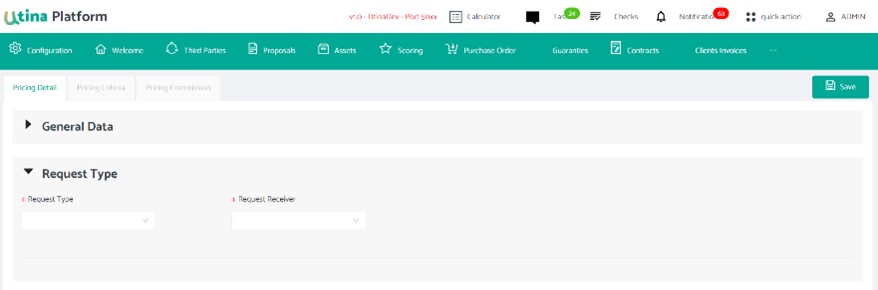 utina Platform
v1.0 - UtinaDev - Port 51xxx
Calculator
Tas 24
Checks
Notificatio 63
quick action
ADMIN
Configuration
Welcome
Third Parties
Proposals
Assets
Scoring
Purchase Order
Guaranties
Contracts
Clients Invoices
...
Pricing Detail
Pricing Criteria
Pricing Commission
Save
General Data
Request Type
* Request Type
* Request Receiver